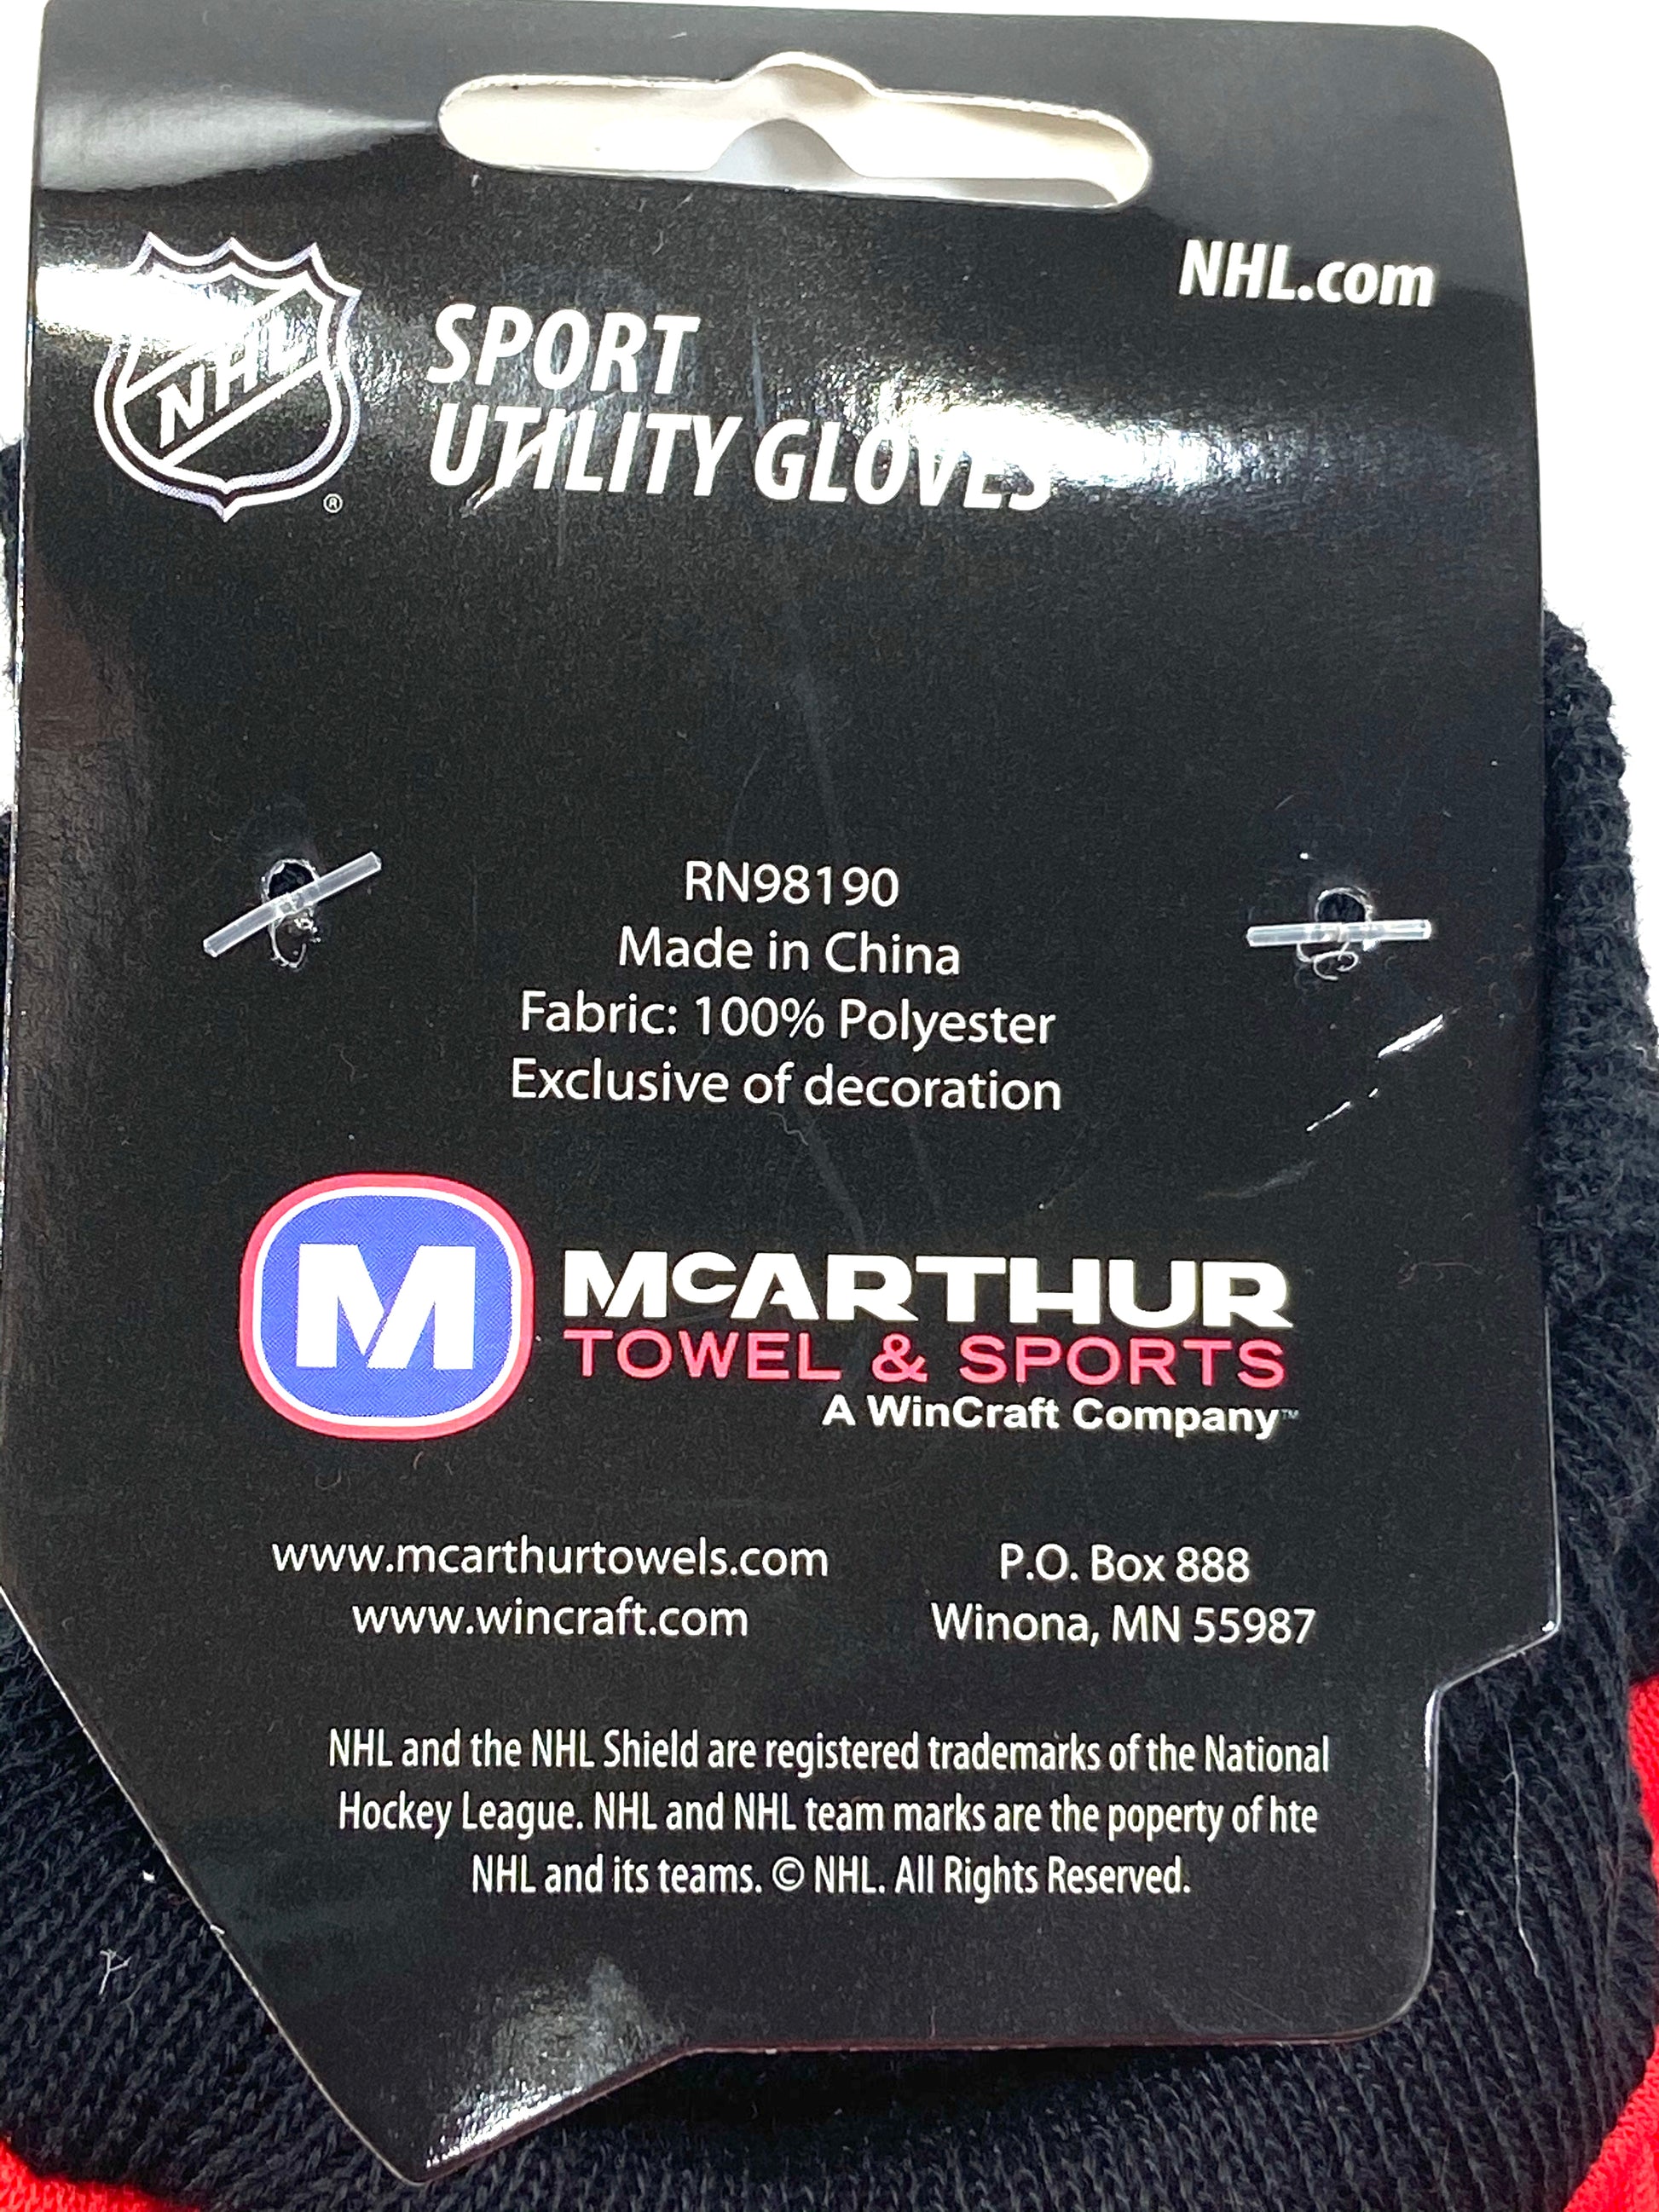 NHL.com
NHL
®
SPORT
UTILITY GLOVES
RN98190
Made in China
Fabric: 100% Polyester
Exclusive of decoration
M
McARTHUR
TOWEL & SPORTS
A WinCraft Company™
www.mcarthurtowels.com
www.wincraft.com
P.O. Box 888
Winona, MN 55987
NHL and the NHL Shield are registered trademarks of the National
Hockey League. NHL and NHL team marks are the poperty of hte
NHL and its teams. © NHL. All Rights Reserved.